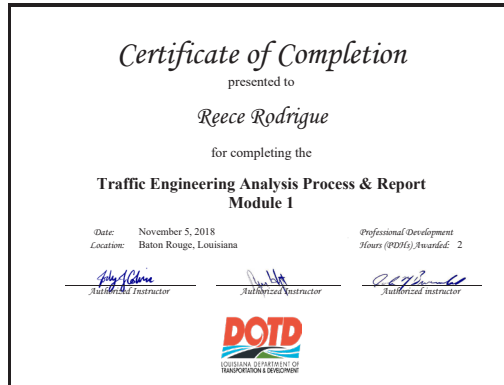 Certificate of Completion
presented to
Reece Rodrigue
for completing the
Traffic Engineering Analysis Process & Report
Module 1
Date: November 5, 2018
Location: Baton Rouge, Louisiana
Professional Development
Hours (PDHs) Awarded: 2
Authorized Instructor
Authorized Instructor
Authorized instructor
DOTD
LOUISIANA DEPARTMENT OF
TRANSPORTATION & DEVELOPMENT